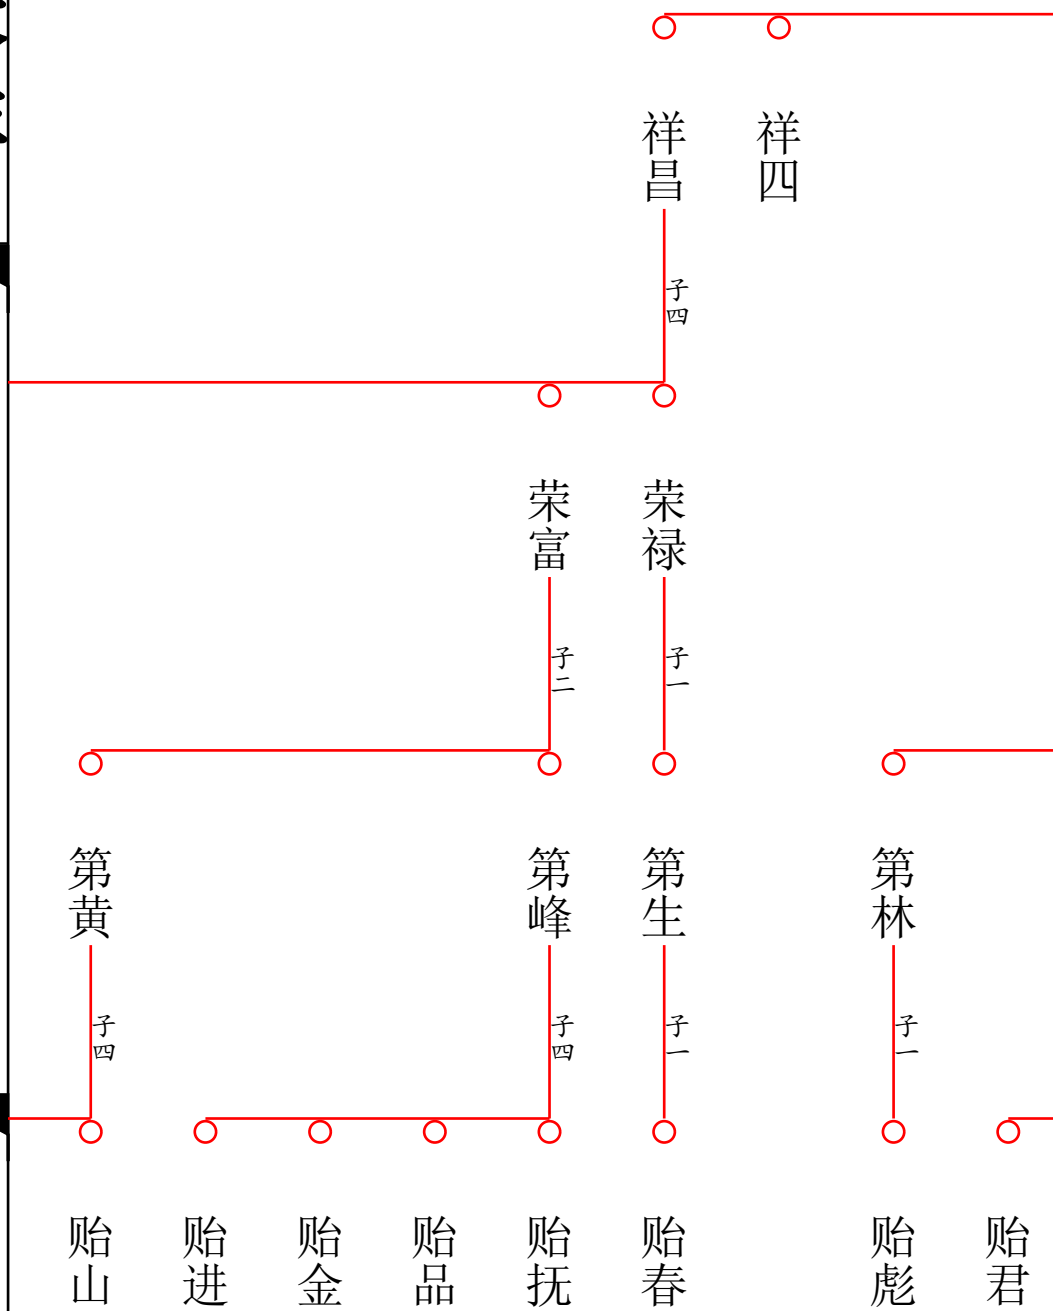 祥四
祥昌
子四
荣禄
子一
荣富
子二
第林
子一
第生
子一
第峰
子四
第黄
子四
贻君
贻彪
贻春
贻抚
贻品
贻金
贻进
贻山